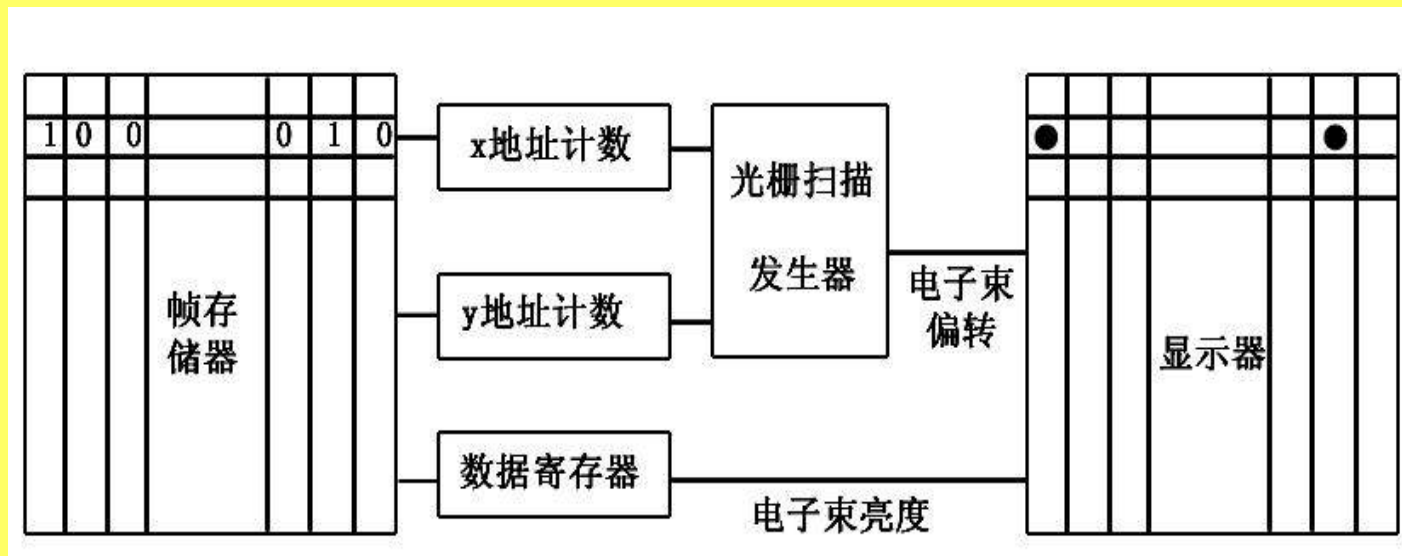 1 0 0 0 1 0
x地址计数
y地址计数
数据寄存器
帧存
储器
光栅扫描
发生器
电子束
偏转
电子束亮度
显示器